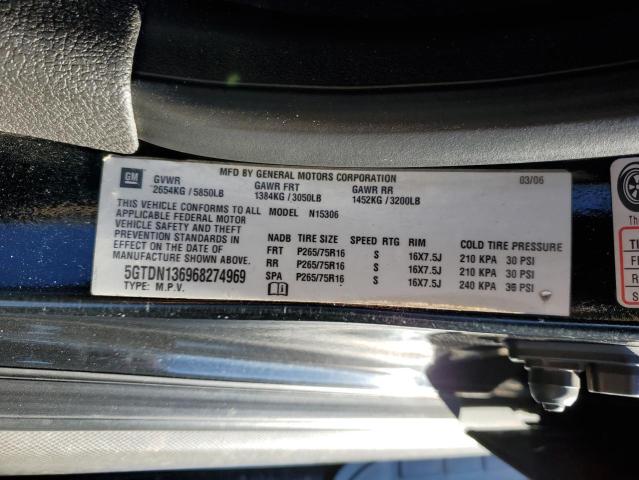 GM
MFD BY GENERAL MOTORS CORPORATION 03/06
GVWR GAWR FRT GAWR RR
2654KG / 5850LB 1384KG / 3050LB 1452KG / 3200LB
THIS VEHICLE CONFORMS TO ALL MODEL N15306
APPLICABLE FEDERAL MOTOR
VEHICLE SAFETY AND THEFT
PREVENTION STANDARDS IN
EFFECT ON THE DATE OF
MANUFACTURE SHOWN ABOVE.
5GTDN136968274969
TYPE: M.P.V.
NADB TIRE SIZE SPEED RTG RIM COLD TIRE PRESSURE
FRT P265/75R16 S 16X7.5J 210 KPA 30 PSI
RR P265/75R16 S 16X7.5J 210 KPA 30 PSI
SPA P265/75R16 S 16X7.5J 240 KPA 35 PSI